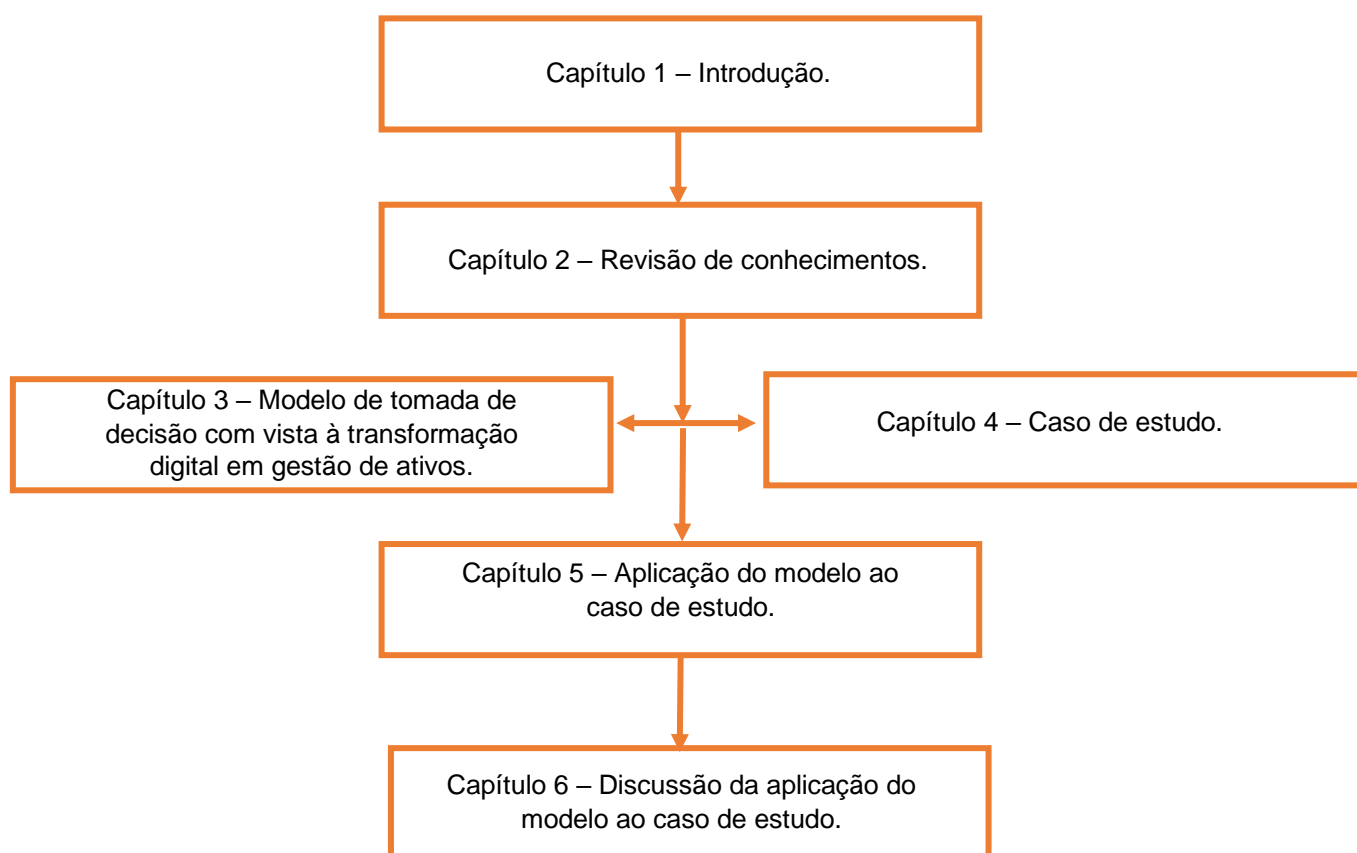 Capítulo 1 – Introdução.
Capítulo 2 – Revisão de conhecimentos.
Capítulo 3 – Modelo de tomada de
decisão com vista à transformação
digital em gestão de ativos.
Capítulo 4 – Caso de estudo.
Capítulo 5 – Aplicação do modelo ao
caso de estudo.
Capítulo 6 – Discussão da aplicação do
modelo ao caso de estudo.